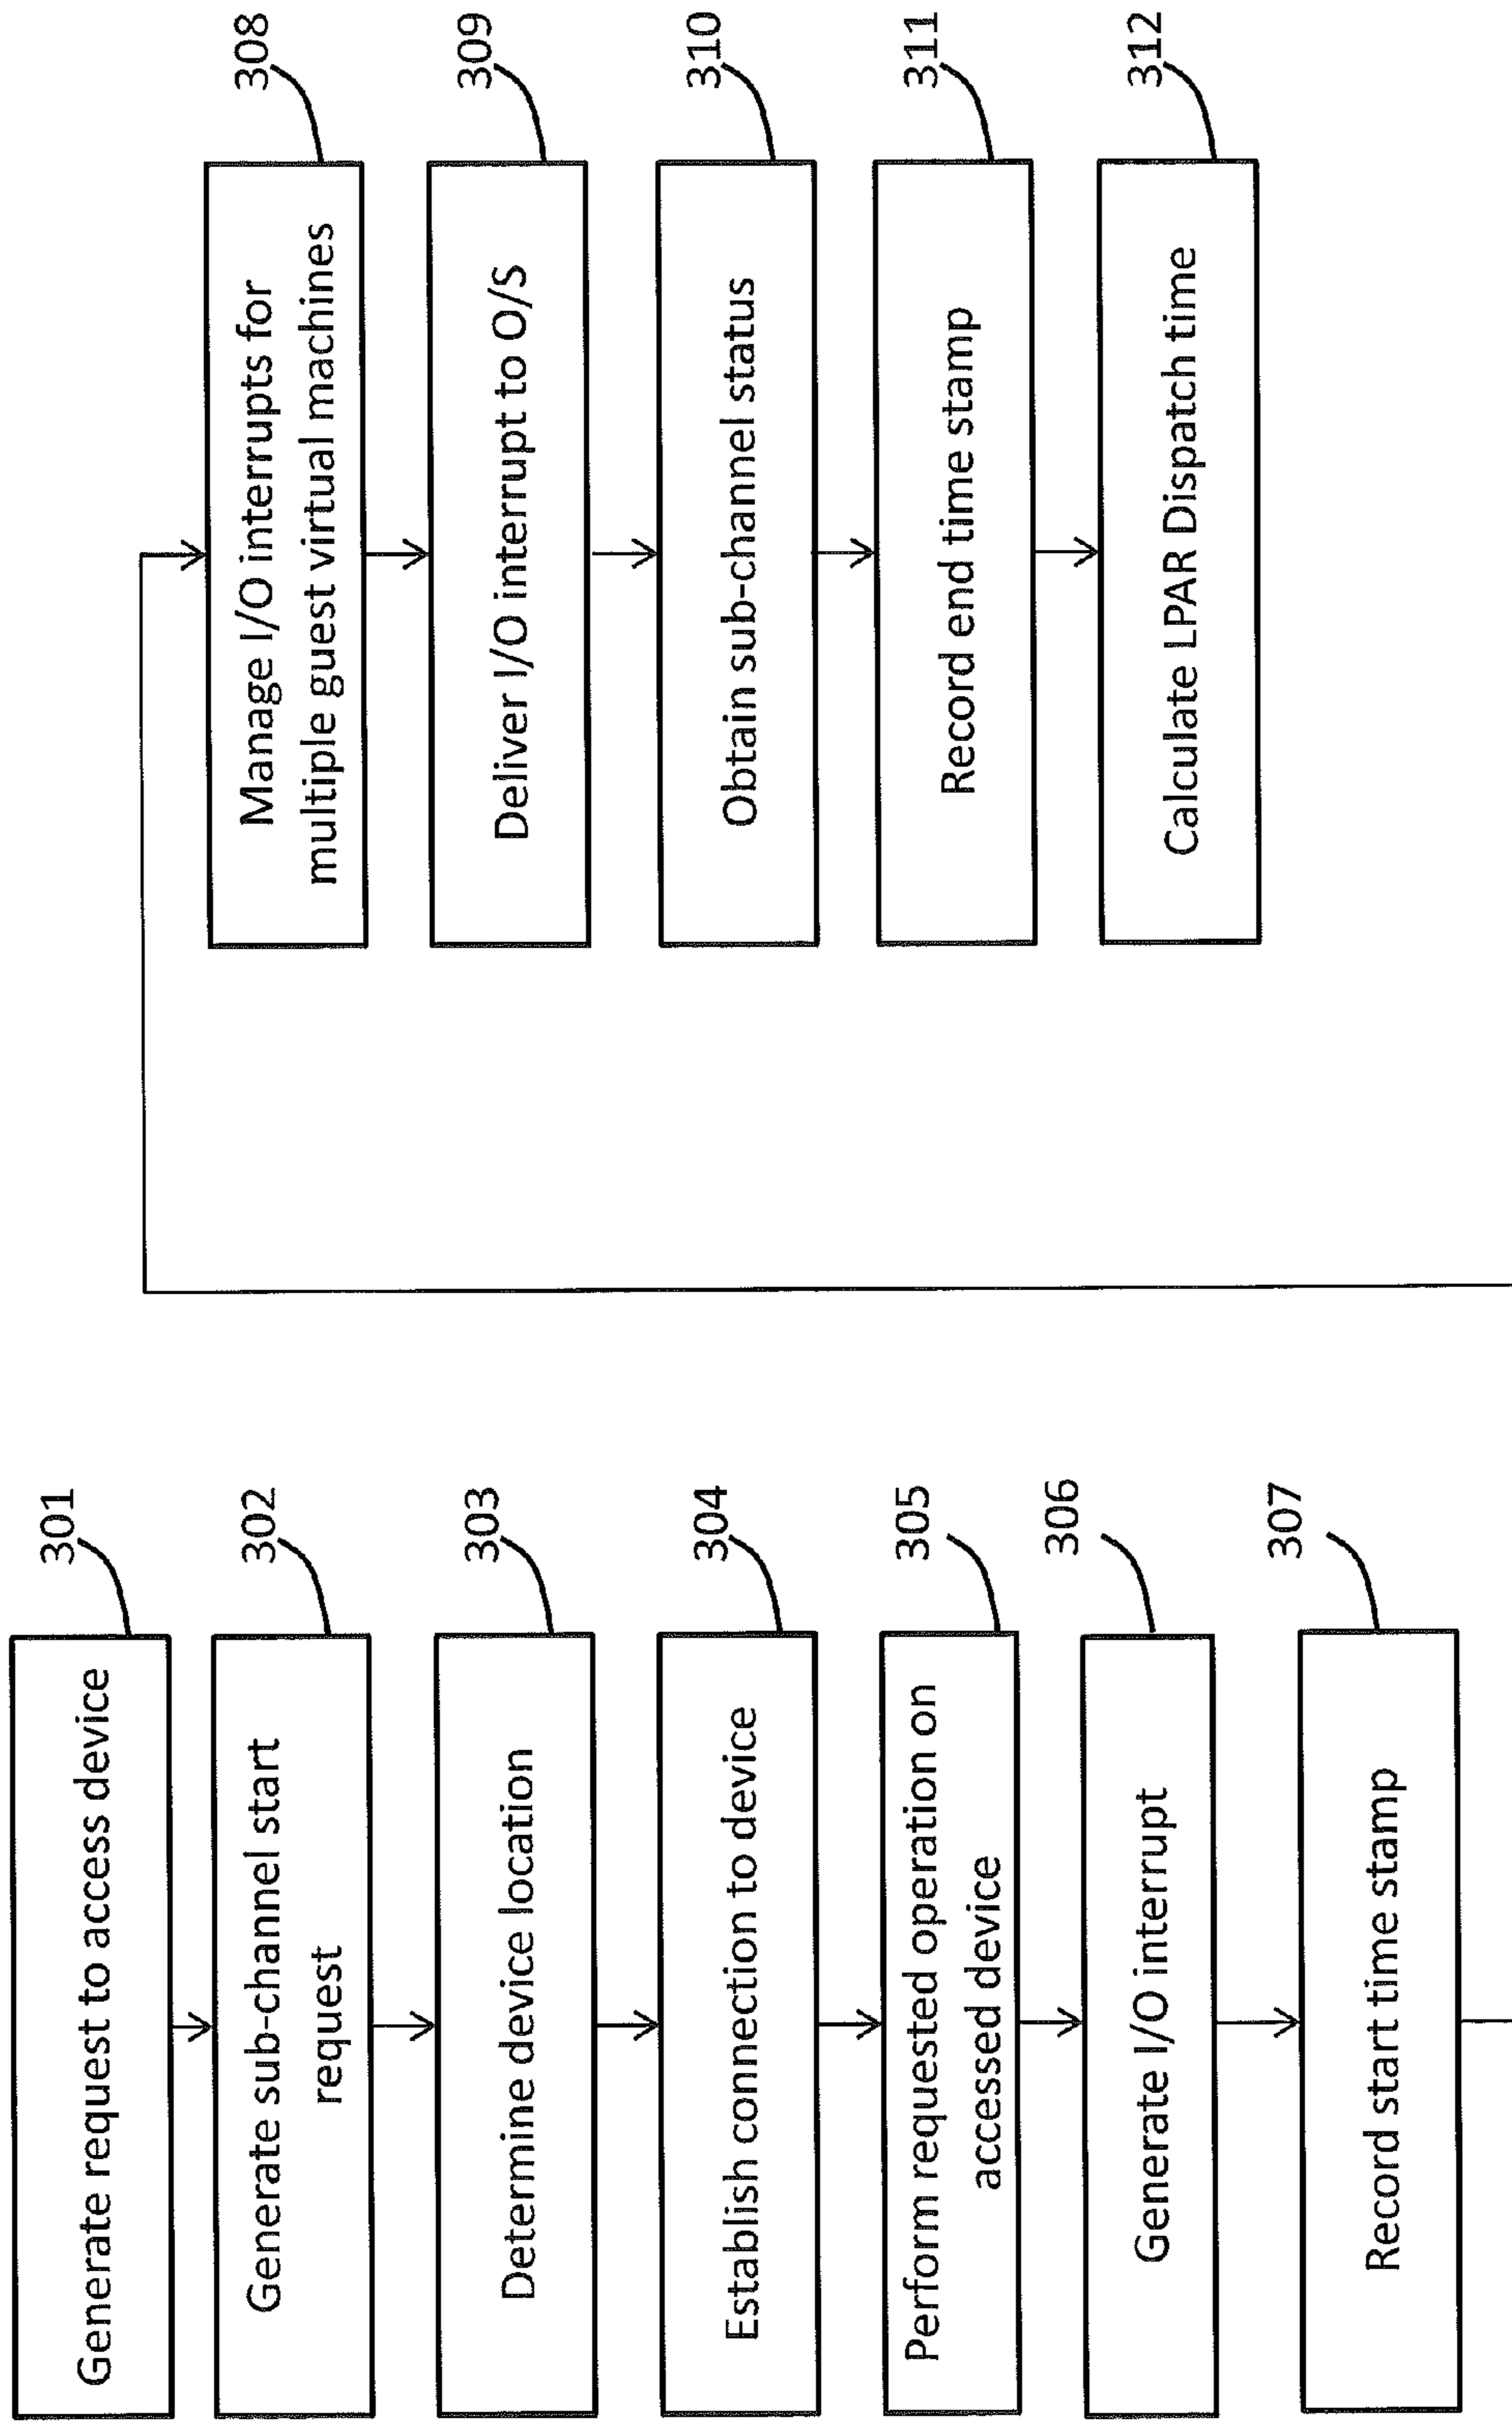 Generate request to access device
301
Generate sub-channel start
request
302
Determine device location
303
Establish connection to device
304
Perform requested operation on
accessed device
305
Generate I/O interrupt
306
Record start time stamp
307
Manage I/O interrupts for
multiple guest virtual machines
308
Deliver I/O interrupt to O/S
309
Obtain sub-channel status
310
Record end time stamp
311
Calculate LPAR Dispatch time
312